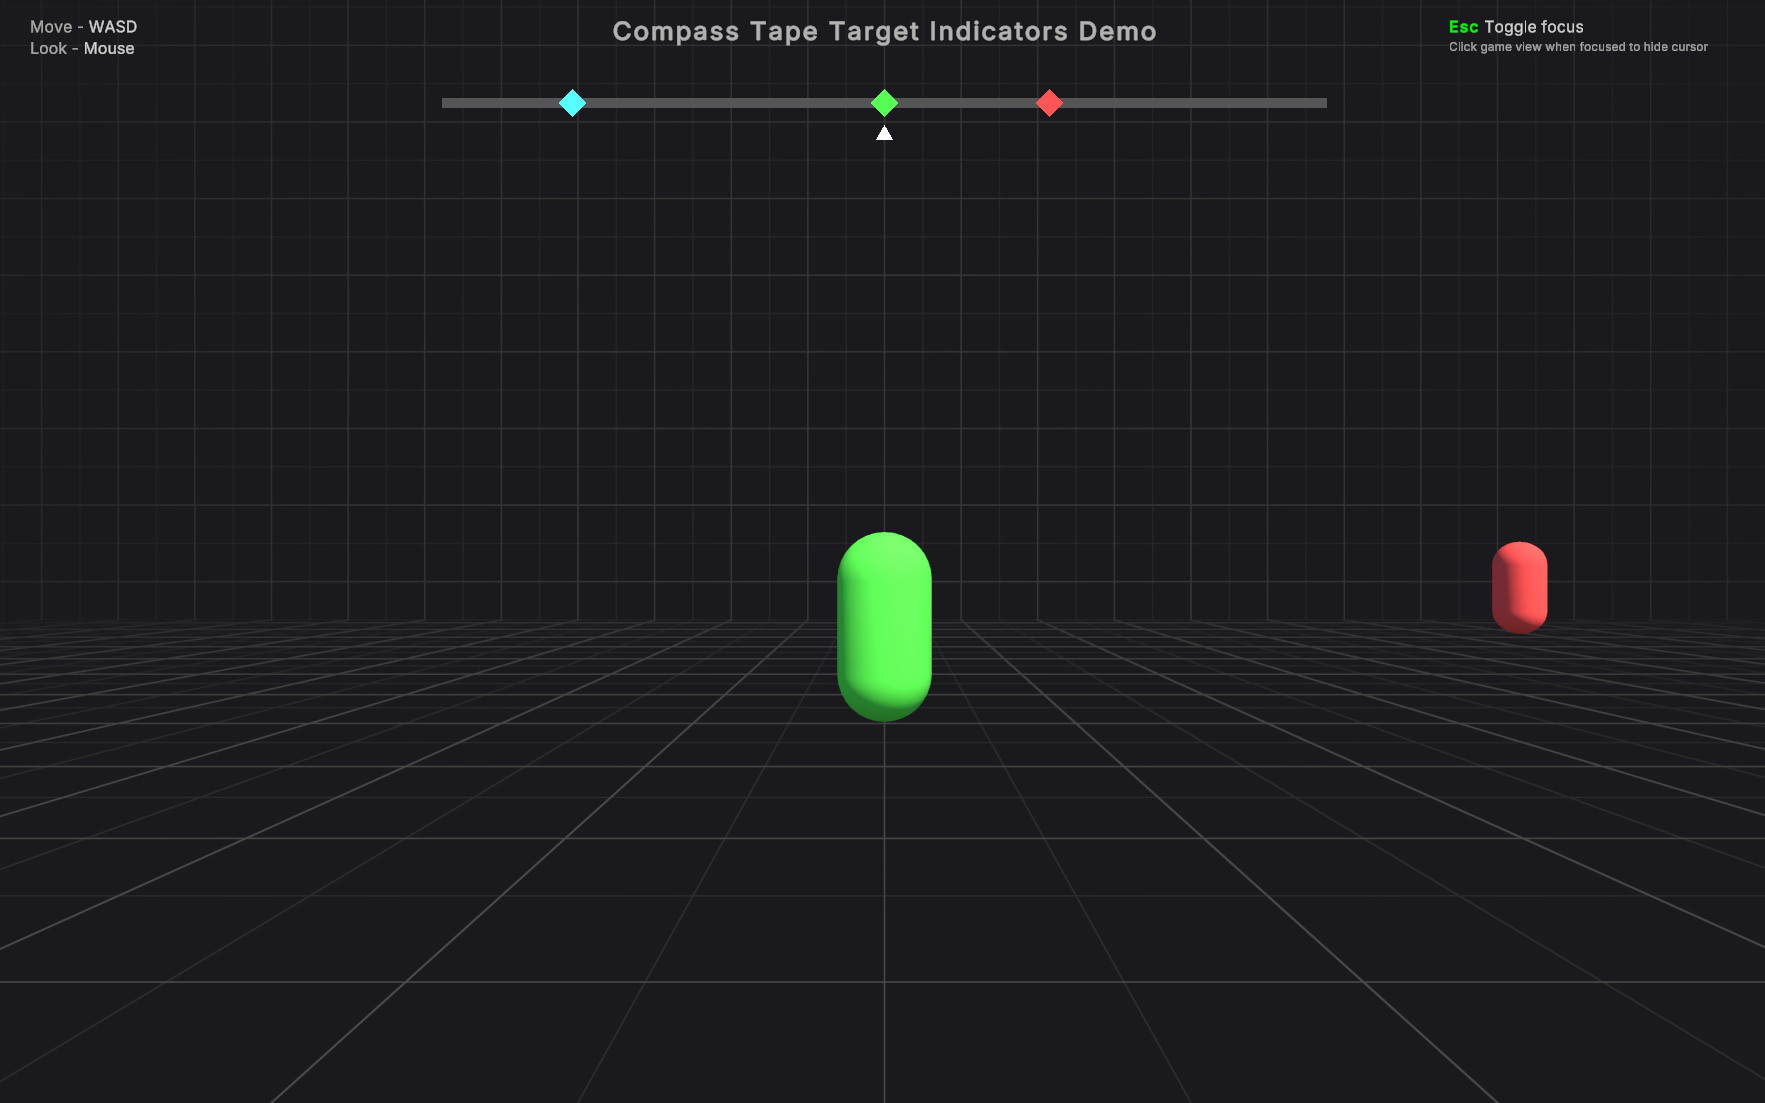 Move - WASD
Look - Mouse
Compass Tape Target Indicators Demo
Esc Toggle focus
Click game view when focused to hide cursor